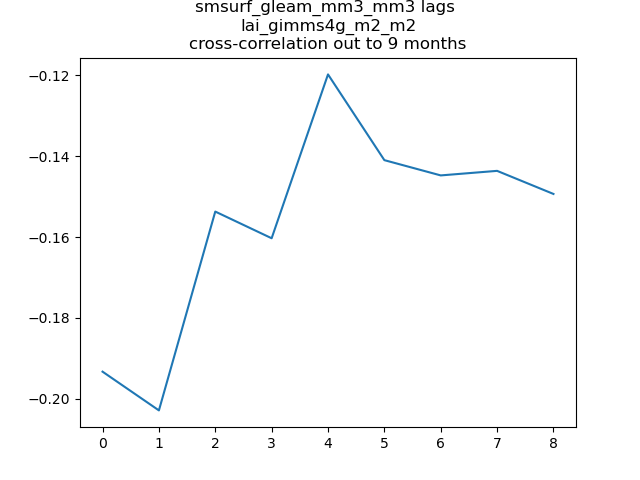 smsurf_gleam_mm3_mm3 lags
lai_gimms4g_m2_m2
cross-correlation out to 9 months
−0.12
−0.14
−0.16
−0.18
−0.20
0 1 2 3 4 5 6 7 8